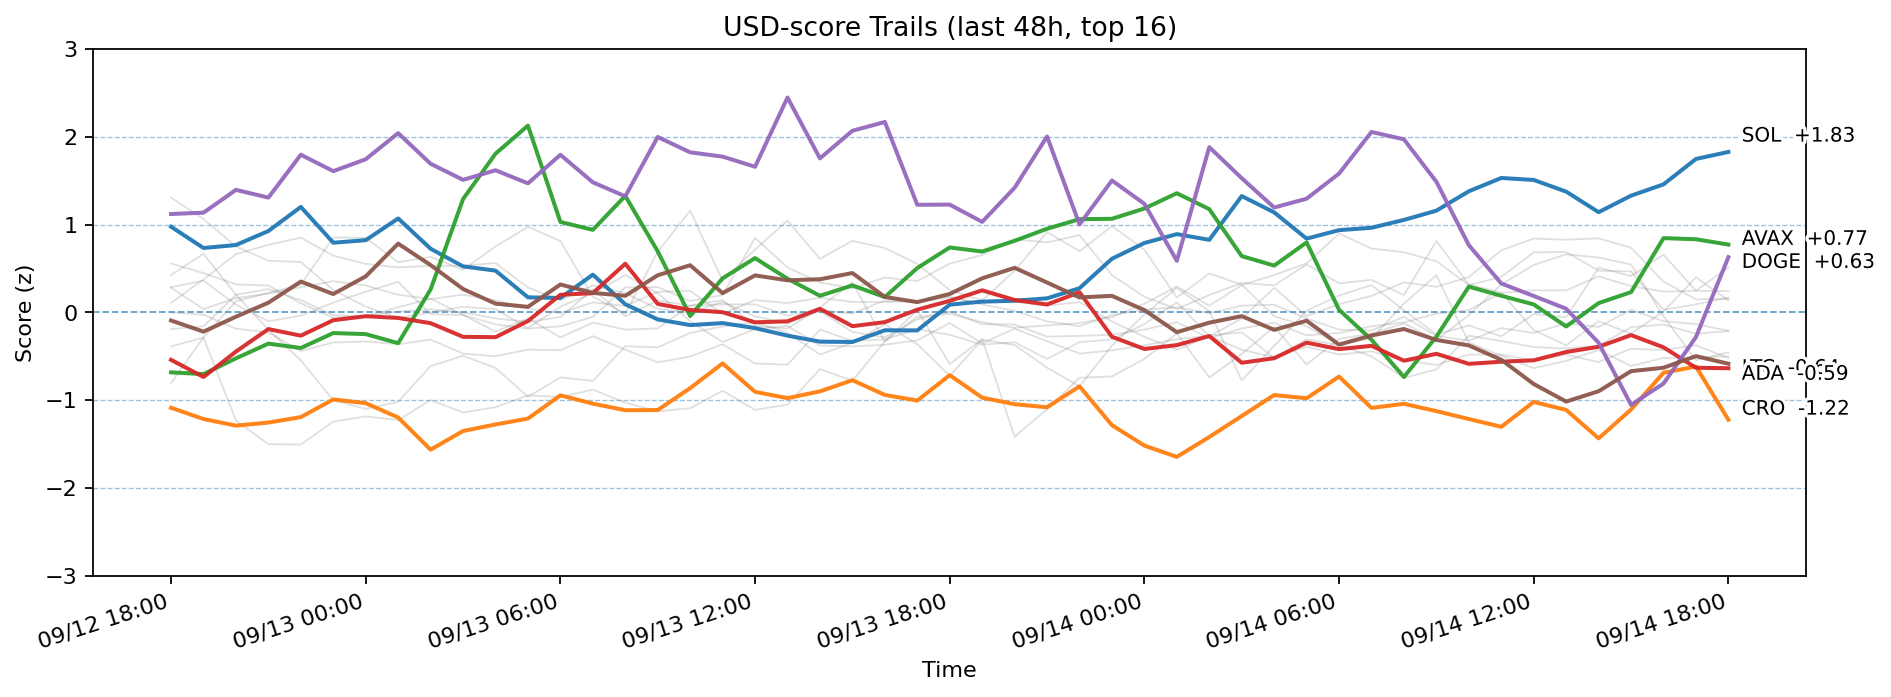 USD-score Trails (last 48h, top 16)
Score (z)
3
2
1
0
−1
−2
−3
SOL +1.83
AVAX +0.77
DOGE +0.63
ADA -0.59
CRO -1.22
09/12 18:00
09/13 00:00
09/13 06:00
09/13 12:00
09/13 18:00
09/14 00:00
09/14 06:00
09/14 12:00
09/14 18:00
Time